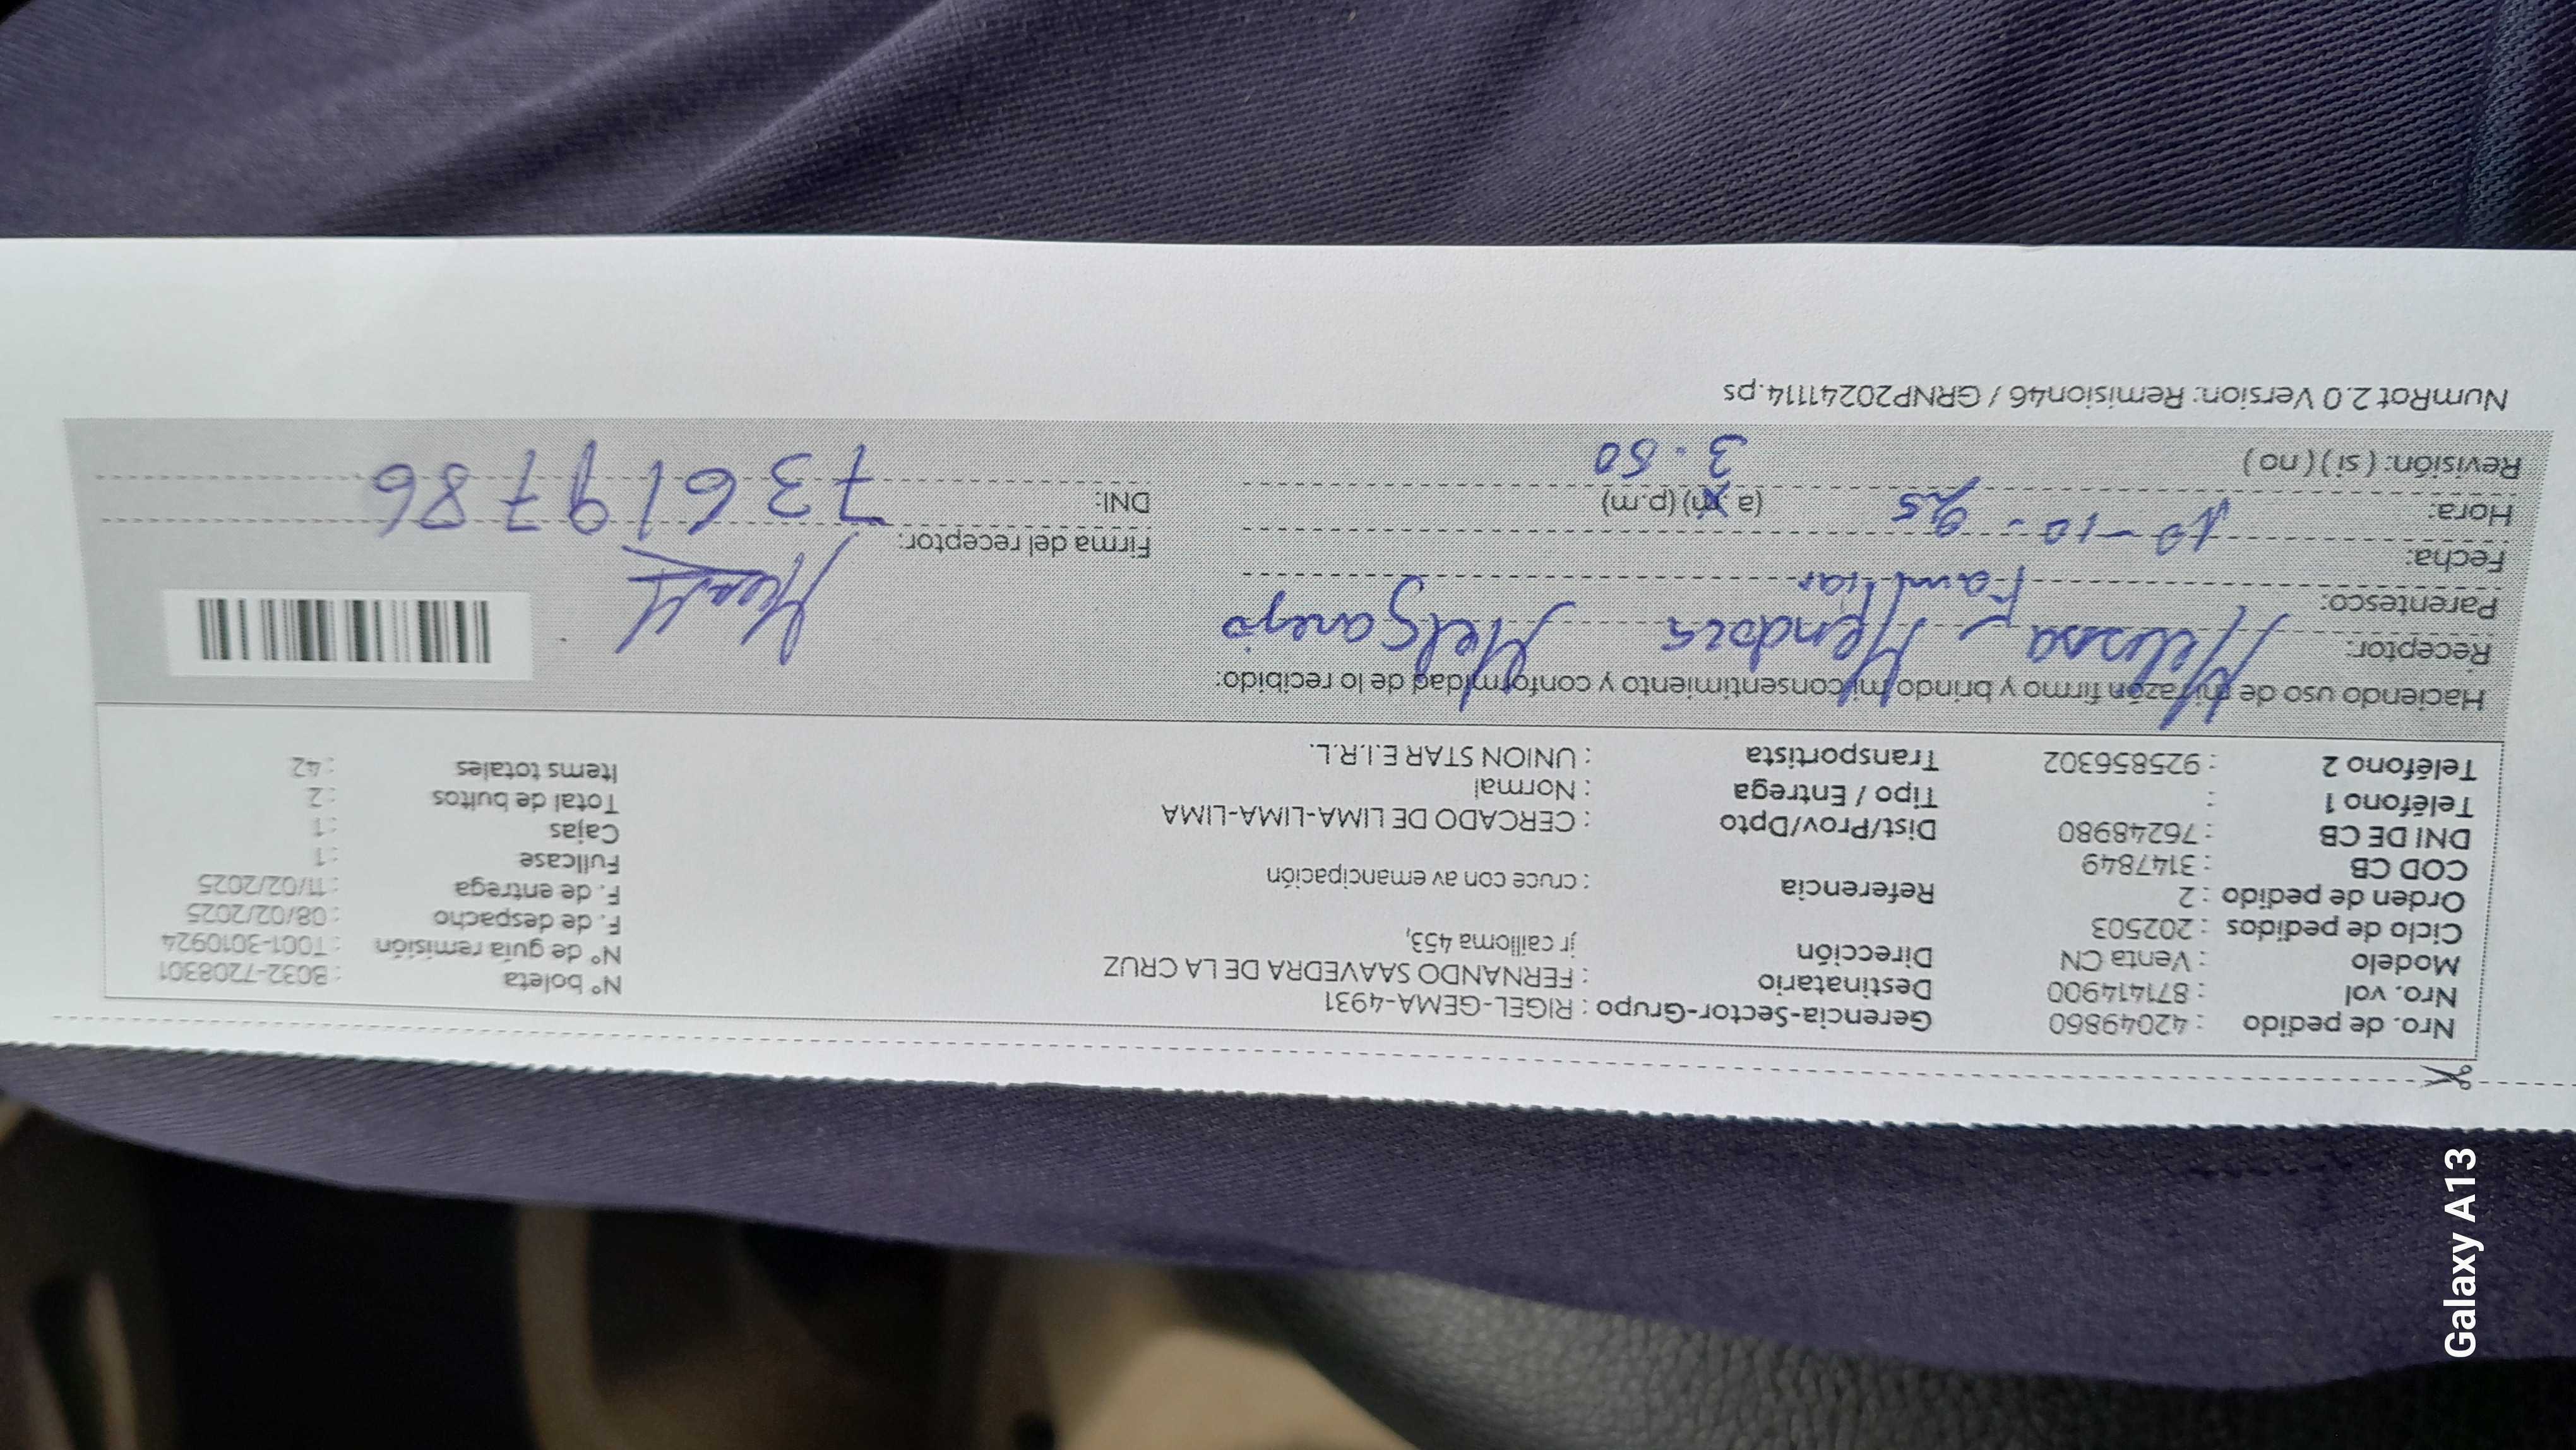 Nro. de pedido : 42049860 Gerencia-Sector-Grupo : RIGEL-GEMA-4931 N° boleta : B032-7208301
Nro. vol : 871414900 Destinatario : FERNANDO SAAVEDRA DE LA CRUZ N° de guía remisión : T001-3010924
Modelo : Venta CN Dirección jr cailloma 453, F. de despacho : 08/02/2025
Ciclo de pedidos : 202503 F. de entrega : 11/02/2025
Orden de pedido : 2 Referencia : cruce con av emancipación Fullcase : 1
COD CB : 3147849 Cajas : 1
DNI DE CB : 76248980 Dist/Prov/Dpto : CERCADO DE LIMA-LIMA-LIMA Total de bultos : 2
Teléfono 1 : Tipo / Entrega : Normal Items totales : 42
Teléfono 2 : 925856302 Transportista : UNION STAR E.I.R.L.
Haciendo uso de mi razón firmo y brindo mi consentimiento y conformidad de lo recibido:
Receptor: Melissa Mendoza Melgarejo
Parentesco: Familiar
Fecha: 10-10- Firma del receptor:
Hora: (a.m) (p.m) 3.50 DNI: 73619786
Revisión: ( si ) ( no )
NumRot 2.0 Version: Remision46 / GRNP20241114.ps
Galaxy A13